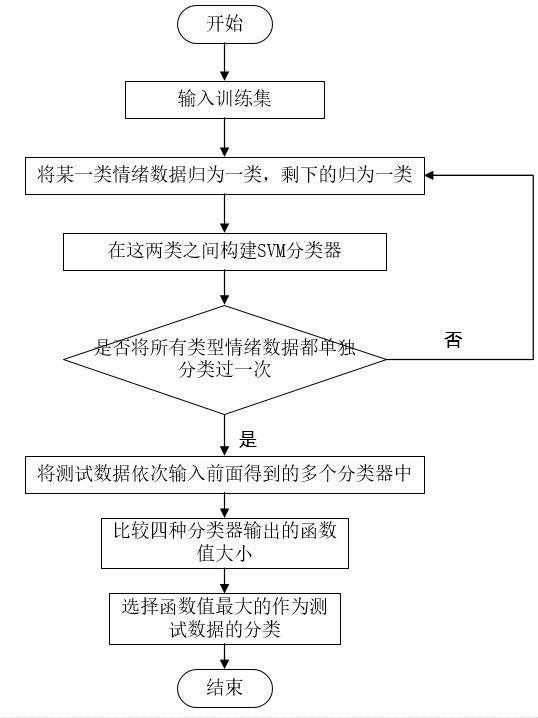 开始
输入训练集
将某一类情绪数据归为一类，剩下的归为一类
在这两类之间构建SVM分类器
是否将所有类型情绪数据都单独
分类过一次
否
是
将测试数据依次输入前面得到的多个分类器中
比较四种分类器输出的函数
值大小
选择函数值最大的作为测
试数据的分类
结束